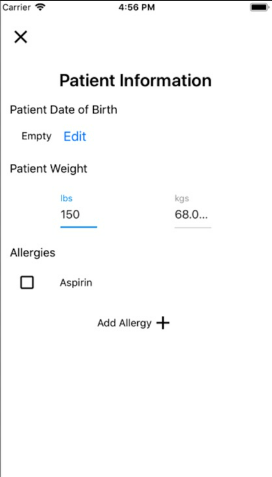 Carrier 4:56 PM
Patient Information
Patient Date of Birth
Empty Edit
Patient Weight
lbs kgs
150 68.0...
Allergies
Aspirin
Add Allergy +